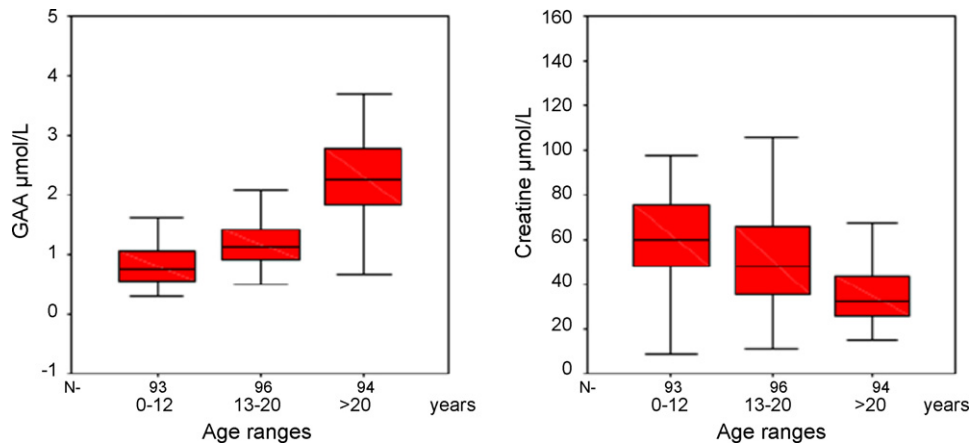 5
4
3
2
1
0
-1
GAA µmol/L
N- 93 96 94
0-12 13-20 >20 years
Age ranges
160
140
120
100
80
60
40
20
0
Creatine µmol/L
N- 93 96 94
0-12 13-20 >20 years
Age ranges